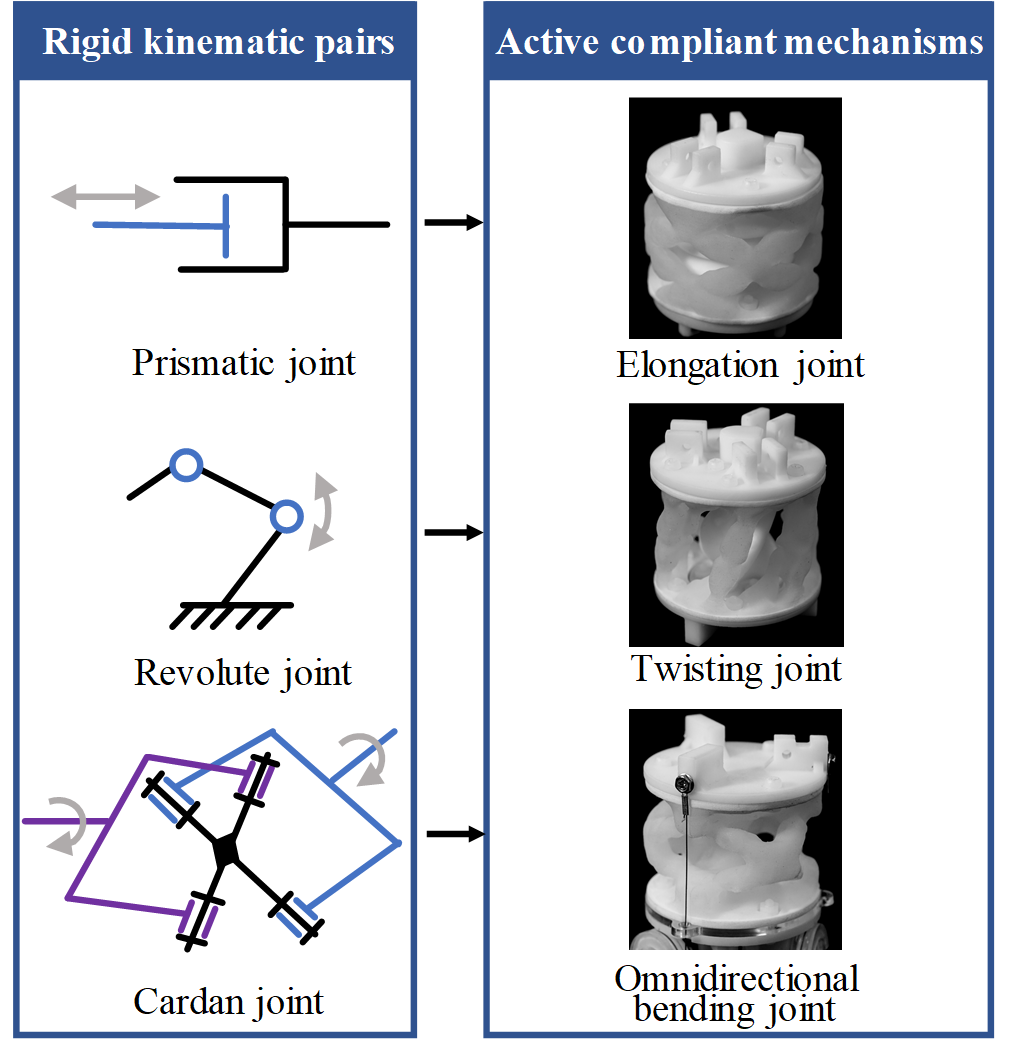 Rigid kinematic pairs
Active compliant mechanisms
Prismatic joint
Elongation joint
Revolute joint
Twisting joint
Cardan joint
Omnidirectional
bending joint